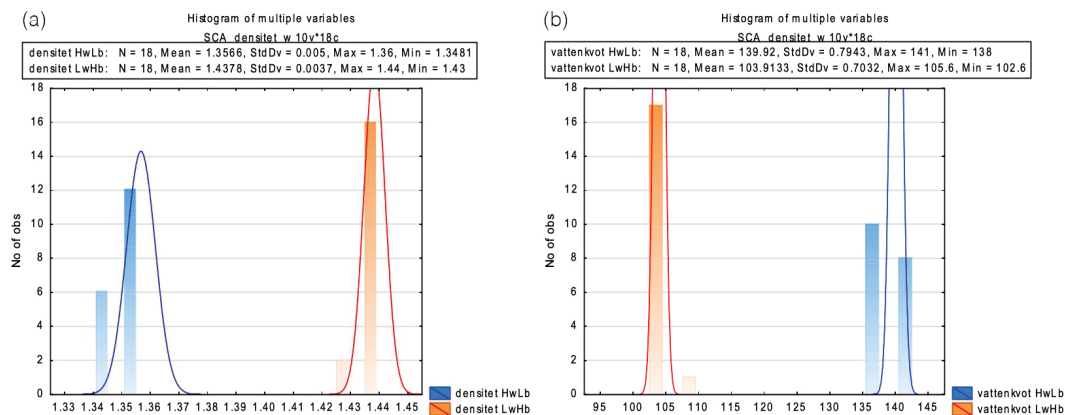 (a)
Histogram of multiple variables
SCA densitet w 10v*18c
densitet HwLb: N = 18, Mean = 1.3566, StdDv = 0.005, Max = 1.36, Min = 1.3481
densitet LwHb: N = 18, Mean = 1.4378, StdDv = 0.0037, Max = 1.44, Min = 1.43
No of obs
18
16
14
12
10
8
6
4
2
0
1.33 1.34 1.35 1.36 1.37 1.38 1.39 1.40 1.41 1.42 1.43 1.44 1.45
densitet HwLb
densitet LwHb
(b)
Histogram of multiple variables
SCA densitet w 10v*18c
vattenkvot HwLb: N = 18, Mean = 139.92, StdDv = 0.7943, Max = 141, Min = 138
vattenkvot LwHb: N = 18, Mean = 103.9133, StdDv = 0.7032, Max = 105.6, Min = 102.6
No of obs
18
16
14
12
10
8
6
4
2
0
95 100 105 110 115 120 125 130 135 140 145
vattenkvot HwLb
vattenkvot LwHb